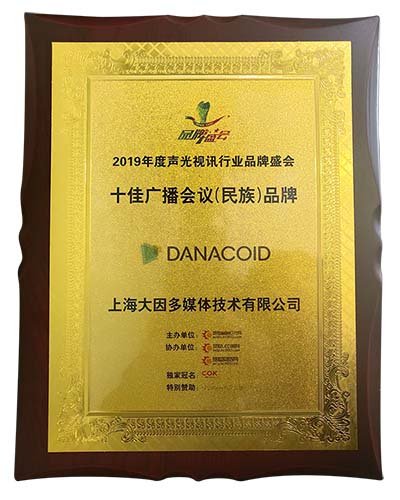 品牌盛会
2019年度声光视讯行业品牌盛会
十佳广播会议(民族)品牌
DANACOID
上海大因多媒体技术有限公司
主办单位:
协办单位:
独家冠名: COK
特别赞助: